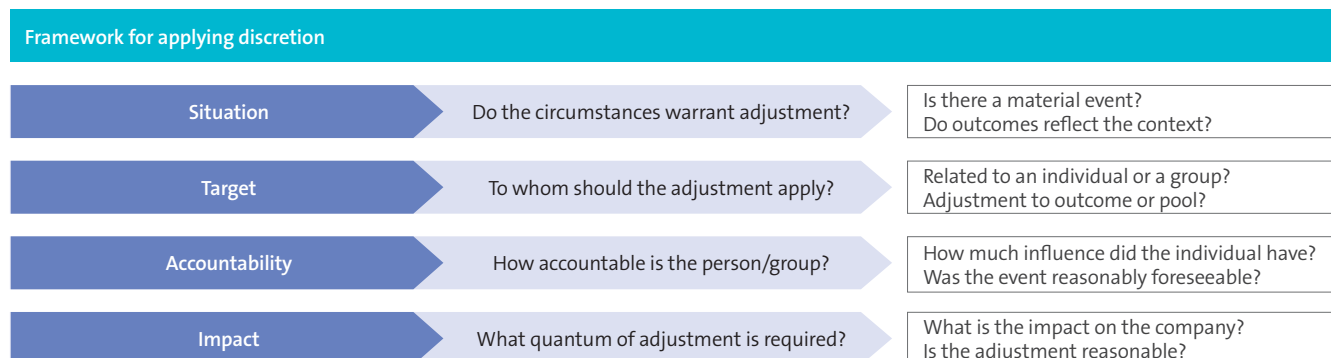 Framework for applying discretion
Situation
Do the circumstances warrant adjustment?
Is there a material event?
Do outcomes reflect the context?
Target
To whom should the adjustment apply?
Related to an individual or a group?
Adjustment to outcome or pool?
Accountability
How accountable is the person/group?
How much influence did the individual have?
Was the event reasonably foreseeable?
Impact
What quantum of adjustment is required?
What is the impact on the company?
Is the adjustment reasonable?